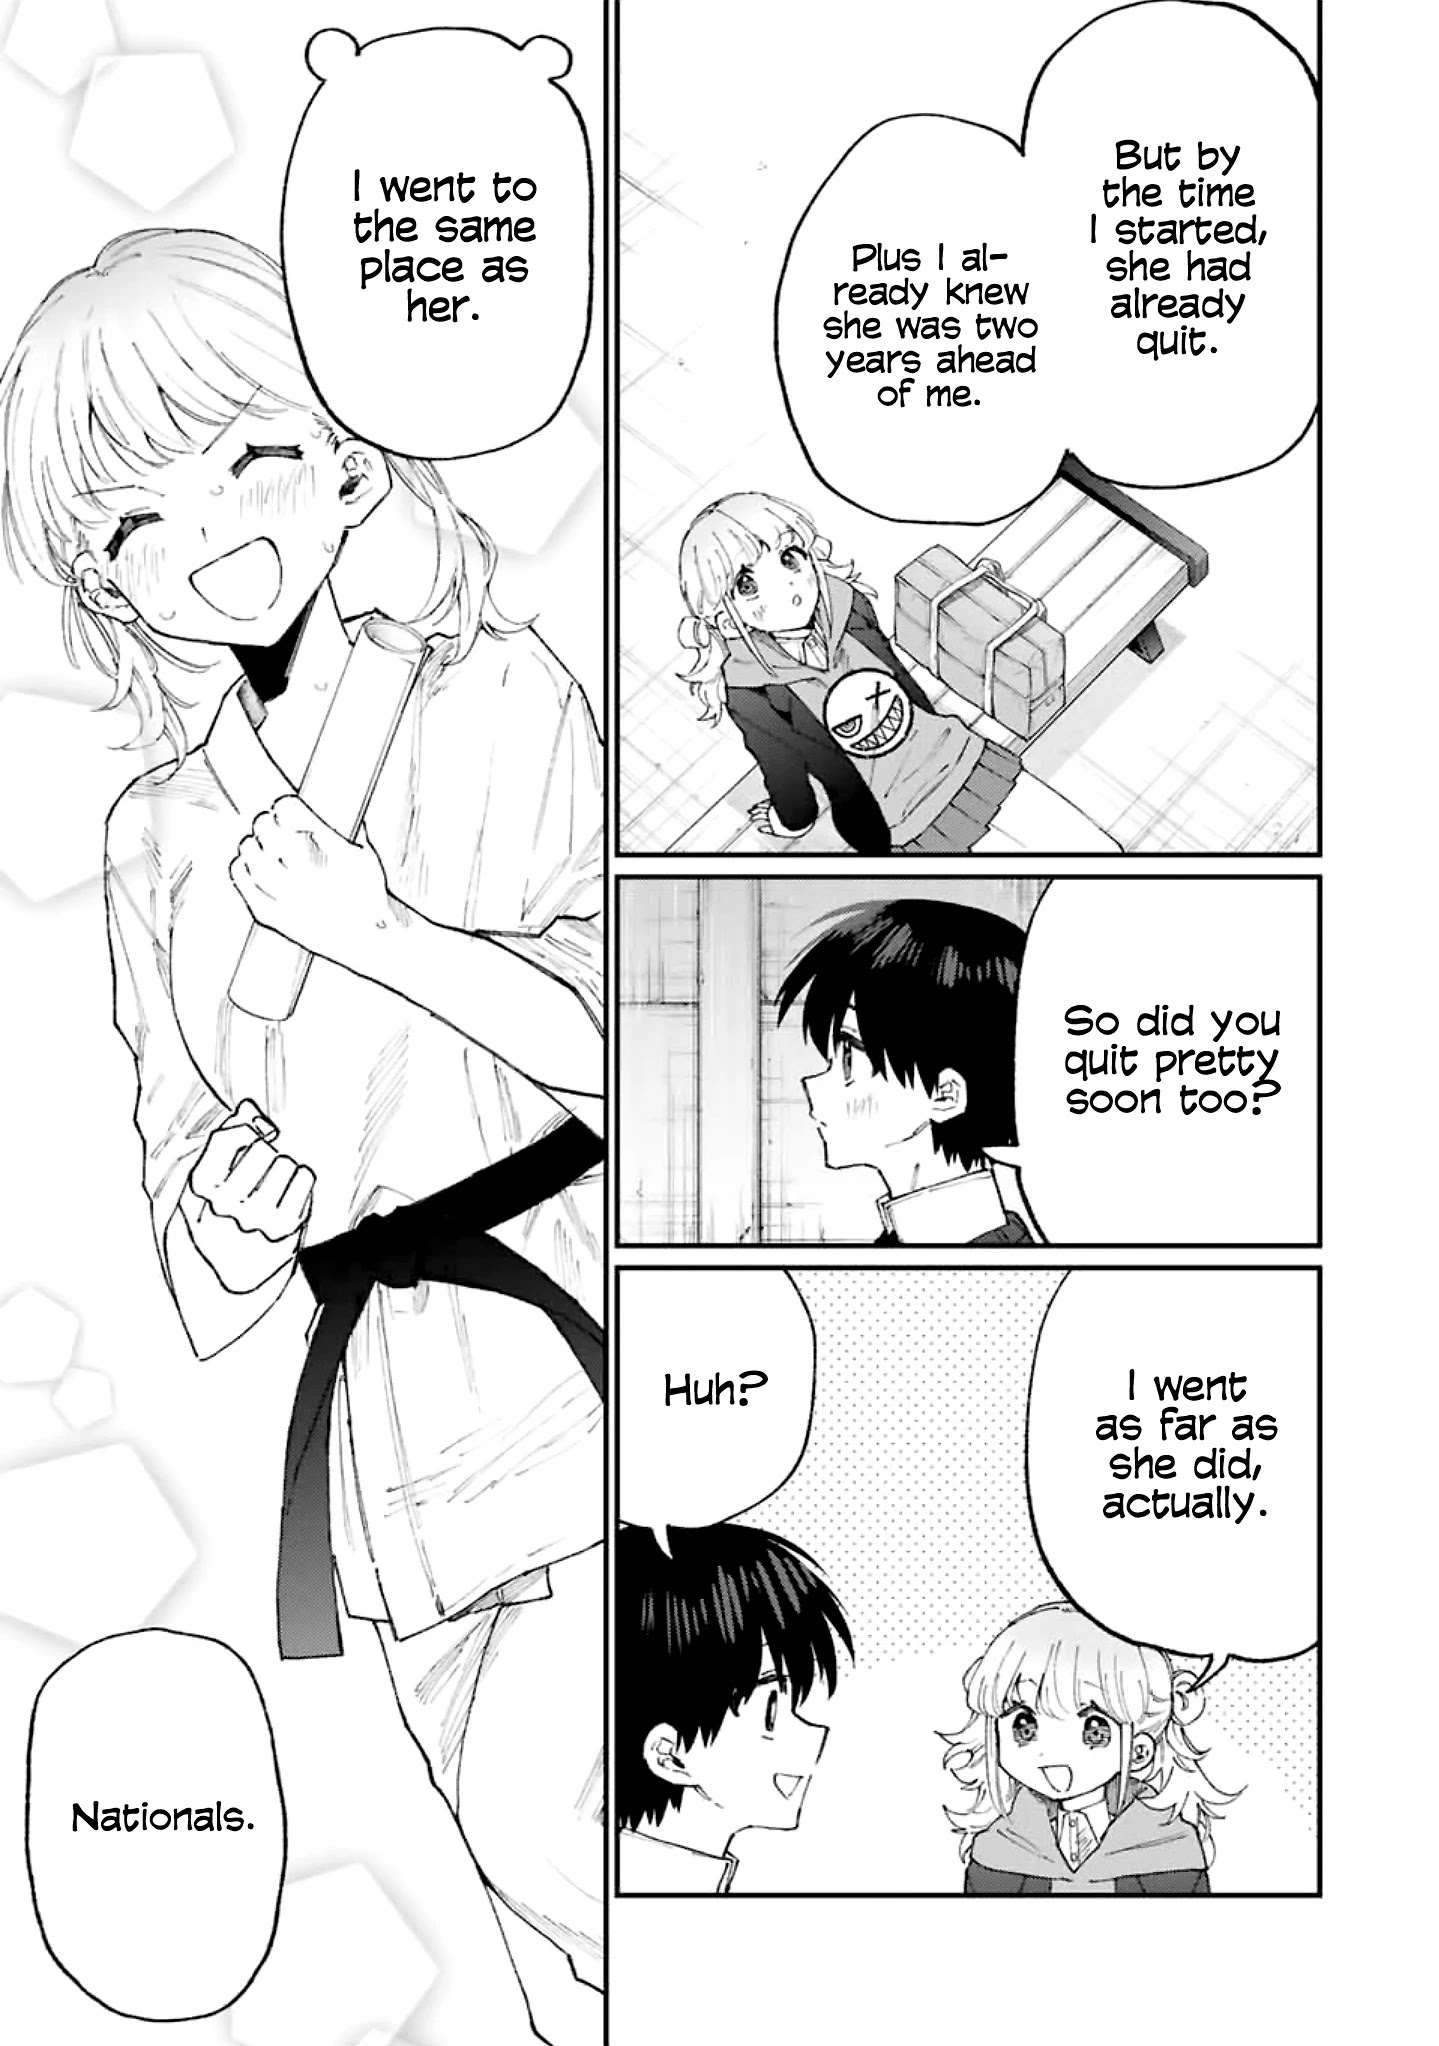 But by
the time
I started,
she had
already
quit.
Plus I al-
ready knew
she was two
years ahead
of me.
So did you
quit pretty
soon too?
I went
as far as
she did,
actually.
Huh?
I went to
the same
place as
her.
Nationals.